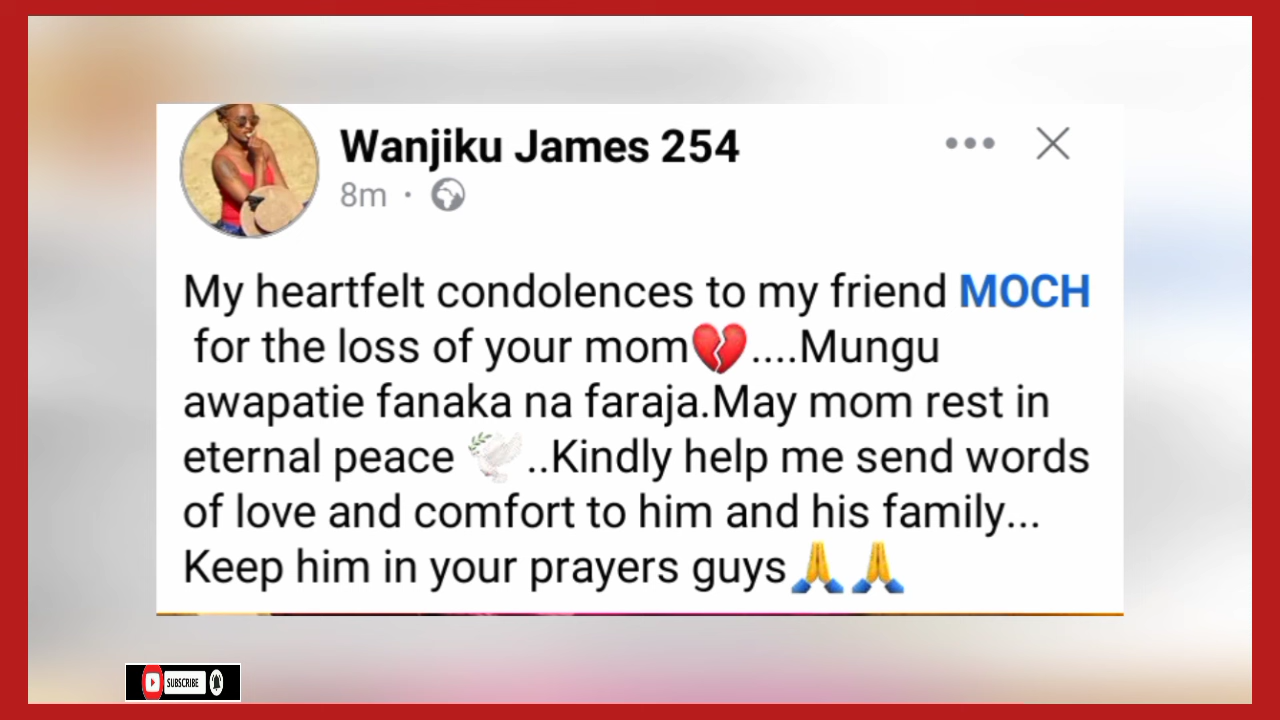 Wanjiku James 254
8m ·
My heartfelt condolences to my friend MOCH
for the loss of your mom💔....Mungu
awapatie fanaka na faraja.May mom rest in
eternal peace 🕊️..Kindly help me send words
of love and comfort to him and his family...
Keep him in your prayers guys🙏🙏
SUBSCRIBE